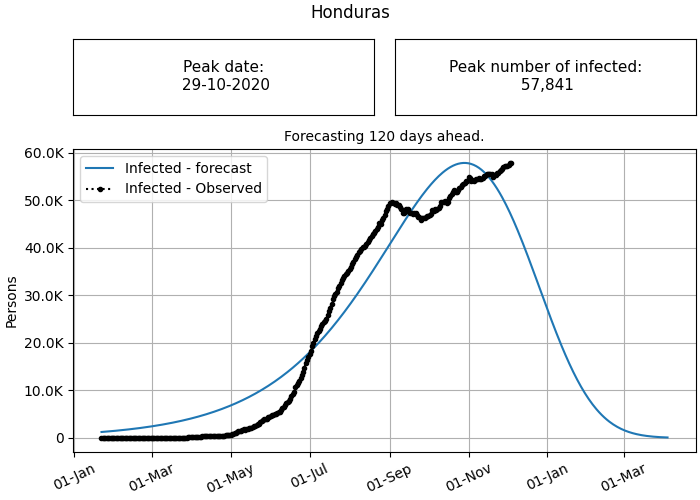 Honduras
Peak date:
29-10-2020
Peak number of infected:
57,841
Forecasting 120 days ahead.
Infected - forecast
Infected - Observed
60.0K
50.0K
40.0K
30.0K
20.0K
10.0K
0
Persons
01-Jan
01-Mar
01-May
01-Jul
01-Sep
01-Nov
01-Jan
01-Mar